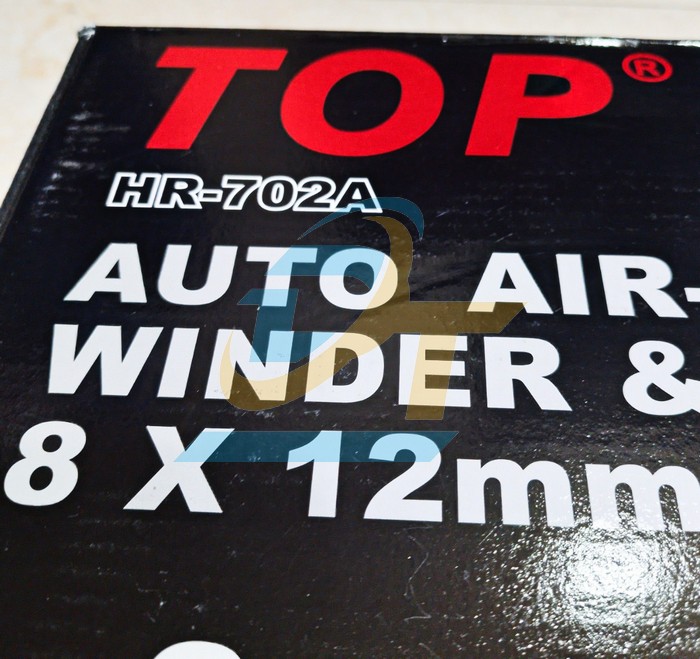 TOP®
HR-702A
AUTO AIR-
WINDER &
8 X 12mm